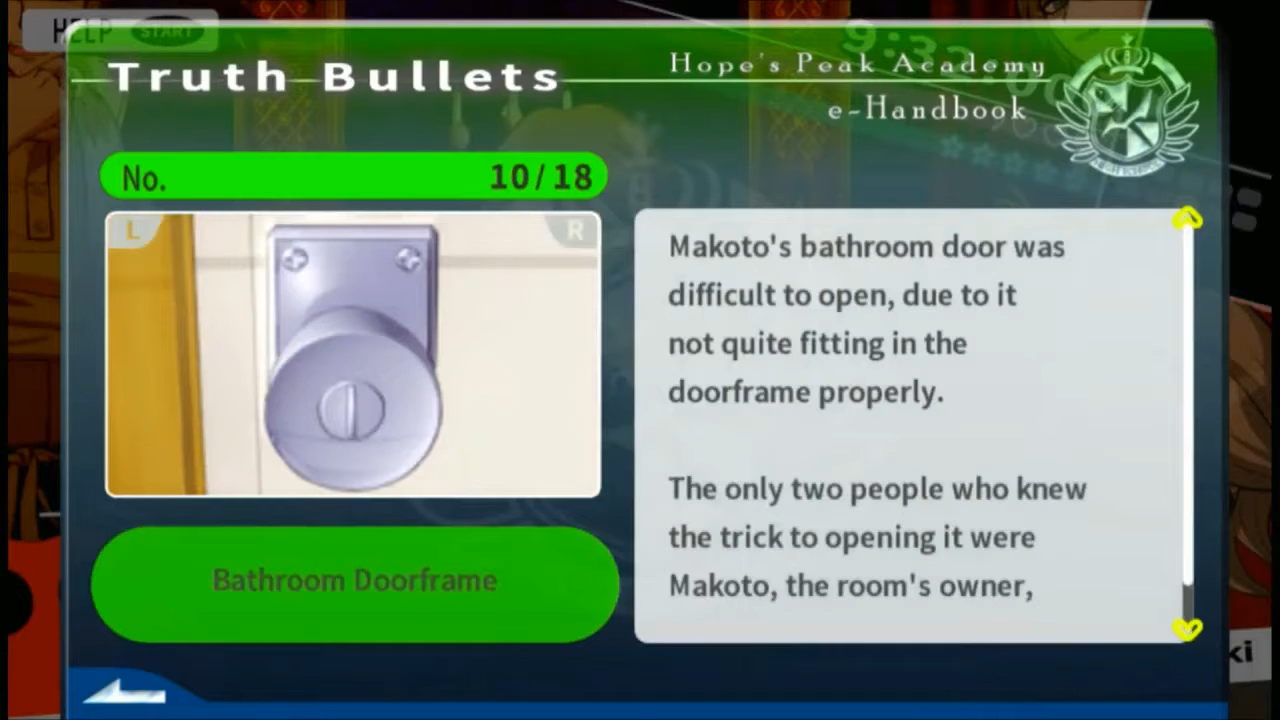 HELP START
Truth Bullets
Hope's Peak Academy
e-Handbook
No. 10/18
L R
Makoto's bathroom door was
difficult to open, due to it
not quite fitting in the
doorframe properly.
The only two people who knew
the trick to opening it were
Makoto, the room's owner,
Bathroom Doorframe
ki